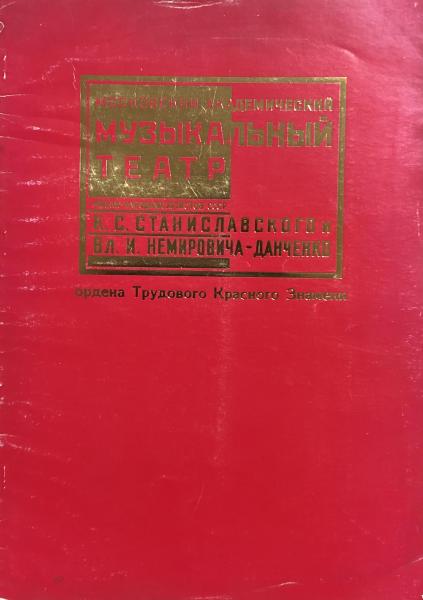 МОСКОВСКИЙ АКАДЕМИЧЕСКИЙ
МУЗЫКАЛЬНЫЙ
ТЕАТР
К. С. СТАНИСЛАВСКОГО И
ВЛ. И. НЕМИРОВИЧА-ДАНЧЕНКО
ордена Трудового Красного Знамени